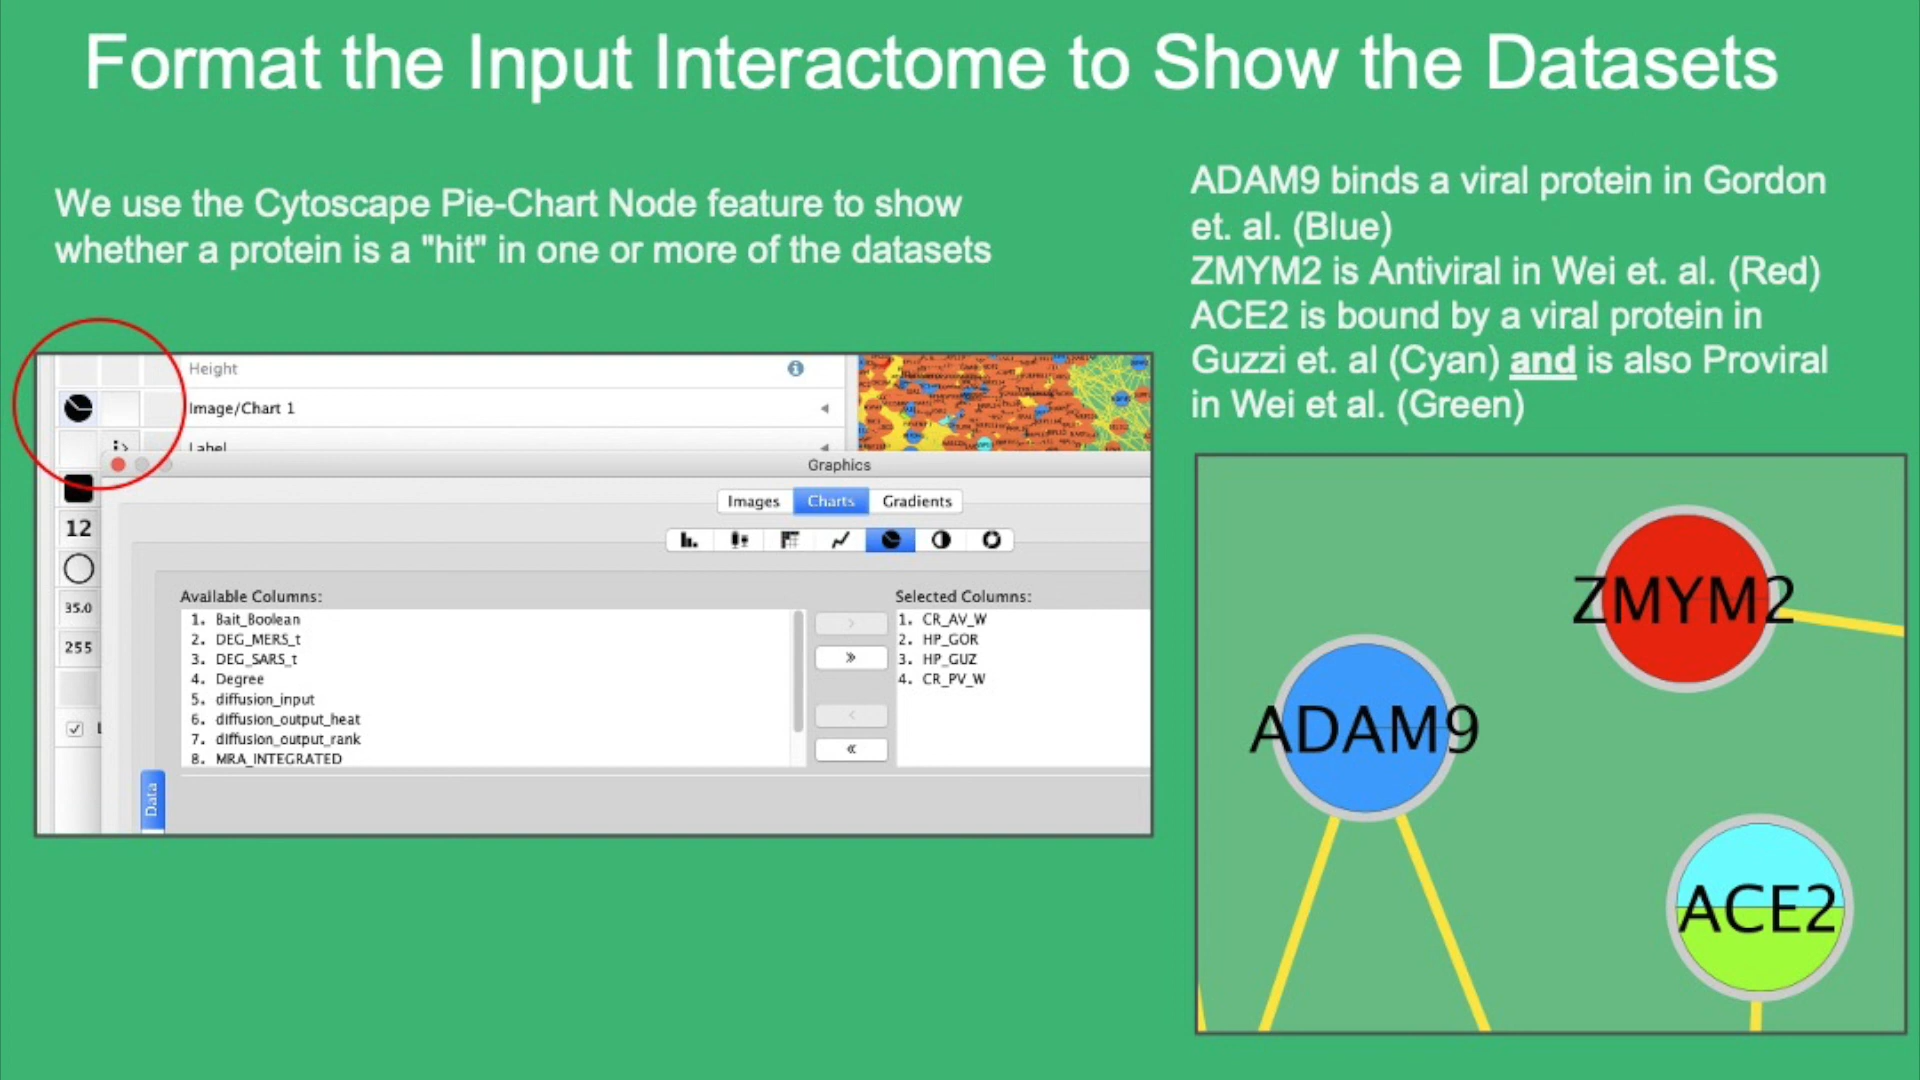 Format the Input Interactome to Show the Datasets
We use the Cytoscape Pie-Chart Node feature to show
whether a protein is a "hit" in one or more of the datasets
ADAM9 binds a viral protein in Gordon
et. al. (Blue)
ZMYM2 is Antiviral in Wei et. al. (Red)
ACE2 is bound by a viral protein in
Guzzi et. al (Cyan) and is also Proviral
in Wei et al. (Green)
Height
Image/Chart 1
Label
Graphics
Images Charts Gradients
12
35.0
255
Available Columns:
1. Bait_Boolean
2. DEG_MERS_t
3. DEG_SARS_t
4. Degree
5. diffusion_input
6. diffusion_output_heat
7. diffusion_output_rank
8. MRA_INTEGRATED
Selected Columns:
1. CR_AV_W
2. HP_GOR
3. HP_GUZ
4. CR_PV_W
Data
ZMYM2
ADAM9
ACE2